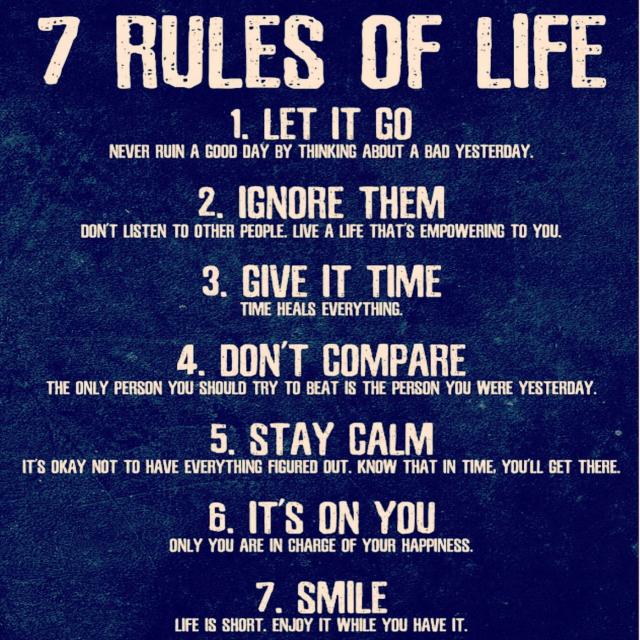 7 RULES OF LIFE
1. LET IT GO
NEVER RUIN A GOOD DAY BY THINKING ABOUT A BAD YESTERDAY.
2. IGNORE THEM
DON'T LISTEN TO OTHER PEOPLE. LIVE A LIFE THAT'S EMPOWERING TO YOU.
3. GIVE IT TIME
TIME HEALS EVERYTHING.
4. DON'T COMPARE
THE ONLY PERSON YOU SHOULD TRY TO BEAT IS THE PERSON YOU WERE YESTERDAY.
5. STAY CALM
IT'S OKAY NOT TO HAVE EVERYTHING FIGURED OUT. KNOW THAT IN TIME, YOU'LL GET THERE.
6. IT'S ON YOU
ONLY YOU ARE IN CHARGE OF YOUR HAPPINESS.
7. SMILE
LIFE IS SHORT. ENJOY IT WHILE YOU HAVE IT.